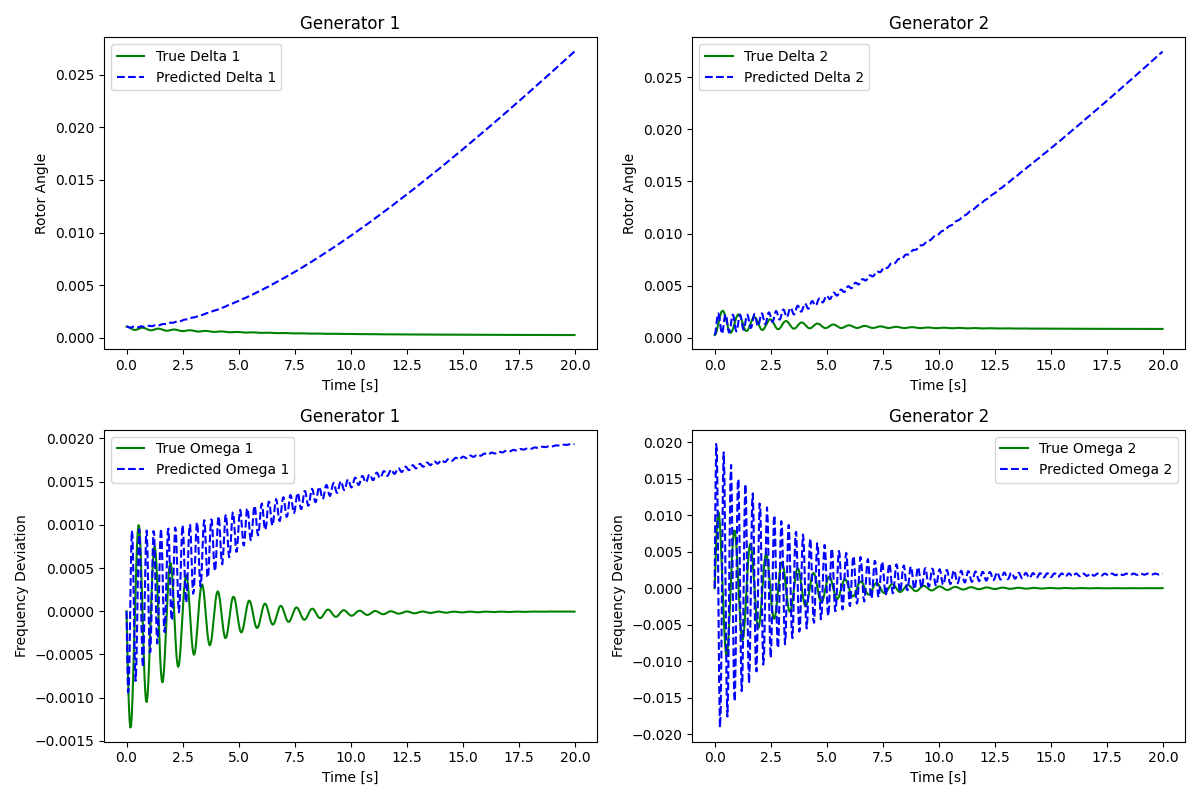 Generator 1
True Delta 1
Predicted Delta 1
Rotor Angle
0.025
0.020
0.015
0.010
0.005
0.000
0.0 2.5 5.0 7.5 10.0 12.5 15.0 17.5 20.0
Time [s]
Generator 2
True Delta 2
Predicted Delta 2
Rotor Angle
0.025
0.020
0.015
0.010
0.005
0.000
0.0 2.5 5.0 7.5 10.0 12.5 15.0 17.5 20.0
Time [s]
Generator 1
True Omega 1
Predicted Omega 1
Frequency Deviation
0.0020
0.0015
0.0010
0.0005
0.0000
−0.0005
−0.0010
−0.0015
0.0 2.5 5.0 7.5 10.0 12.5 15.0 17.5 20.0
Time [s]
Generator 2
True Omega 2
Predicted Omega 2
Frequency Deviation
0.020
0.015
0.010
0.005
0.000
−0.005
−0.010
−0.015
−0.020
0.0 2.5 5.0 7.5 10.0 12.5 15.0 17.5 20.0
Time [s]